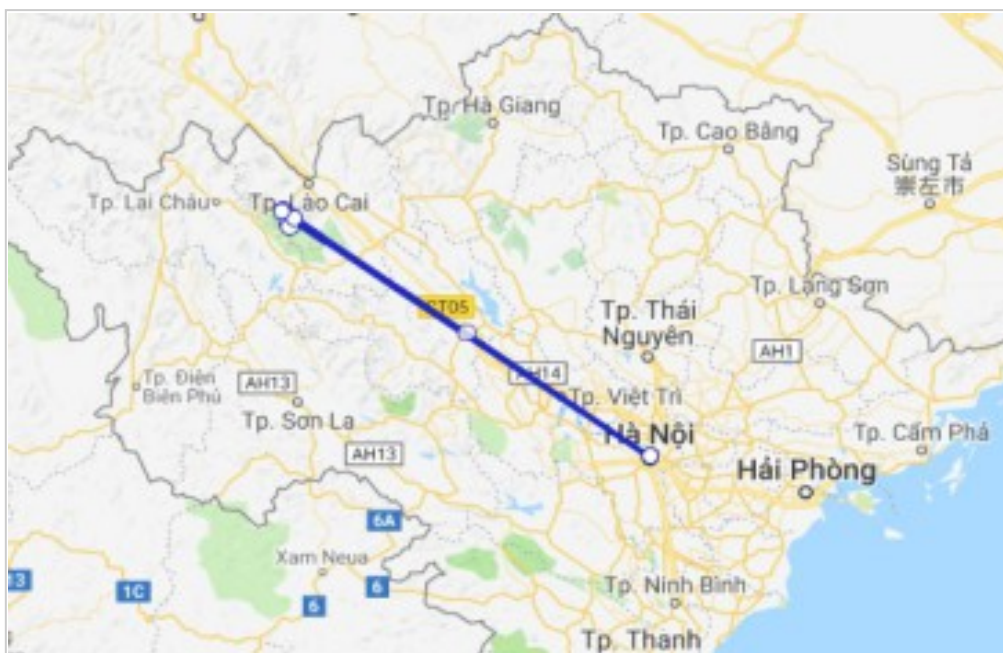 Tp. Hà Giang
Tp. Cao Bằng
Sùng Tả
崇左市
Tp. Lai Châu
Tp. Lào Cai
Tp. Lạng Sơn
CT05
Tp. Thái
Nguyên
AH1
AH14
Tp. Điện
Biên Phủ
AH13
Tp. Việt Trì
Tp. Sơn La
Hà Nội
Tp. Cẩm Phả
AH13
Hải Phòng
6A
Xam Neua
13
1C
6
6
Tp. Ninh Bình
Tp. Thanh